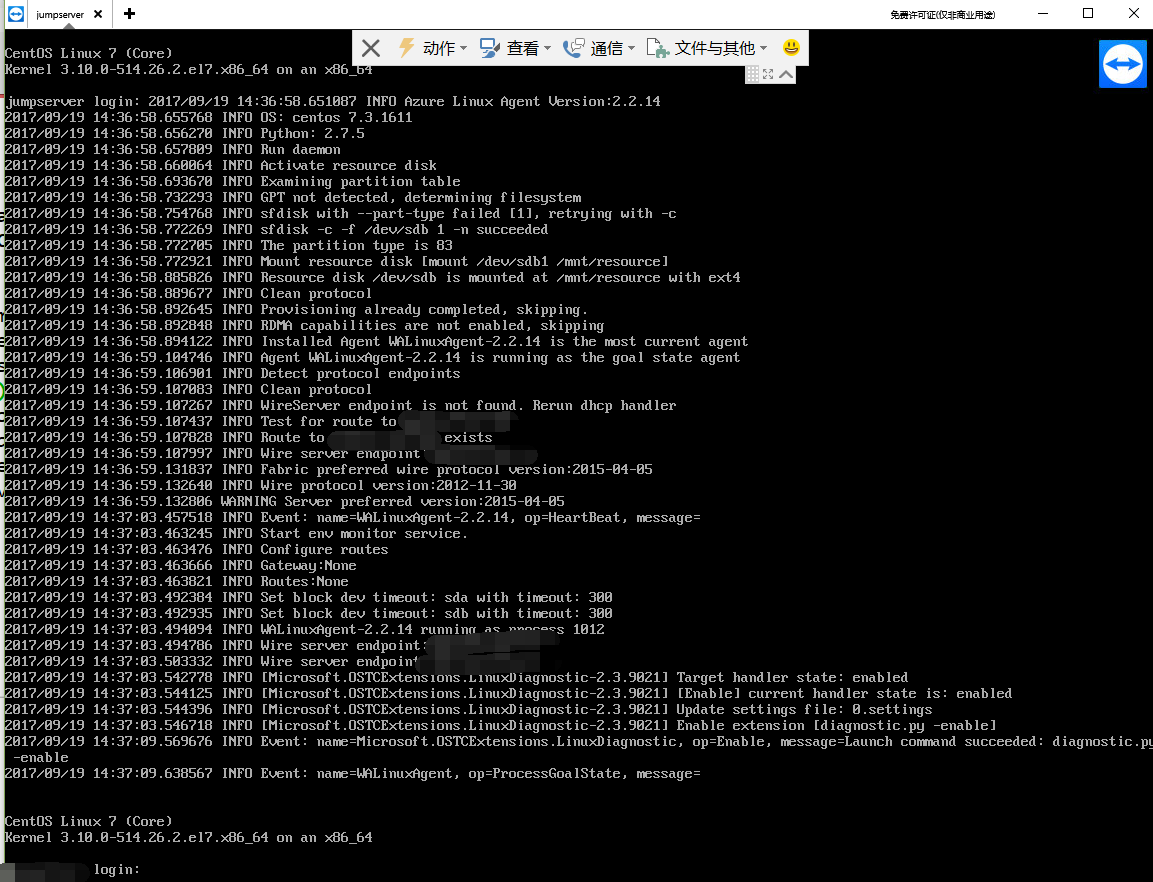 jumpserver
免费许可证(仅非商业用途)
动作 查看 通信 文件与其他
CentOS Linux 7 (Core)
Kernel 3.10.0-514.26.2.el7.x86_64 on an x86_64
jumpserver login: 2017/09/19 14:36:58.651087 INFO Azure Linux Agent Version:2.2.14
2017/09/19 14:36:58.655768 INFO OS: centos 7.3.1611
2017/09/19 14:36:58.656270 INFO Python: 2.7.5
2017/09/19 14:36:58.657809 INFO Run daemon
2017/09/19 14:36:58.660064 INFO Activate resource disk
2017/09/19 14:36:58.693670 INFO Examining partition table
2017/09/19 14:36:58.732293 INFO GPT not detected, determining filesystem
2017/09/19 14:36:58.754768 INFO sfdisk with --part-type failed [1], retrying with -c
2017/09/19 14:36:58.772269 INFO sfdisk -c -f /dev/sdb 1 -n succeeded
2017/09/19 14:36:58.772705 INFO The partition type is 83
2017/09/19 14:36:58.772921 INFO Mount resource disk [mount /dev/sdb1 /mnt/resource]
2017/09/19 14:36:58.885826 INFO Resource disk /dev/sdb is mounted at /mnt/resource with ext4
2017/09/19 14:36:58.889677 INFO Clean protocol
2017/09/19 14:36:58.892645 INFO Provisioning already completed, skipping.
2017/09/19 14:36:58.892848 INFO RDMA capabilities are not enabled, skipping
2017/09/19 14:36:58.894122 INFO Installed Agent WALinuxAgent-2.2.14 is the most current agent
2017/09/19 14:36:59.104746 INFO Agent WALinuxAgent-2.2.14 is running as the goal state agent
2017/09/19 14:36:59.106901 INFO Detect protocol endpoints
2017/09/19 14:36:59.107083 INFO Clean protocol
2017/09/19 14:36:59.107267 INFO WireServer endpoint is not found. Rerun dhcp handler
2017/09/19 14:36:59.107437 INFO Test for route to
2017/09/19 14:36:59.107828 INFO Route to exists
2017/09/19 14:36:59.107997 INFO Wire server endpoint:
2017/09/19 14:36:59.131837 INFO Fabric preferred wire protocol version:2015-04-05
2017/09/19 14:36:59.132640 INFO Wire protocol version:2012-11-30
2017/09/19 14:36:59.132806 WARNING Server preferred version:2015-04-05
2017/09/19 14:37:03.457518 INFO Event: name=WALinuxAgent-2.2.14, op=HeartBeat, message=
2017/09/19 14:37:03.463245 INFO Start env monitor service.
2017/09/19 14:37:03.463476 INFO Configure routes
2017/09/19 14:37:03.463666 INFO Gateway:None
2017/09/19 14:37:03.463821 INFO Routes:None
2017/09/19 14:37:03.492384 INFO Set block dev timeout: sda with timeout: 300
2017/09/19 14:37:03.492935 INFO Set block dev timeout: sdb with timeout: 300
2017/09/19 14:37:03.494094 INFO WALinuxAgent-2.2.14 running as process 1012
2017/09/19 14:37:03.494786 INFO Wire server endpoint:
2017/09/19 14:37:03.503332 INFO Wire server endpoint
2017/09/19 14:37:03.542778 INFO [Microsoft.OSTCExtensions.LinuxDiagnostic-2.3.9021] Target handler state: enabled
2017/09/19 14:37:03.544125 INFO [Microsoft.OSTCExtensions.LinuxDiagnostic-2.3.9021] [Enable] current handler state is: enabled
2017/09/19 14:37:03.544396 INFO [Microsoft.OSTCExtensions.LinuxDiagnostic-2.3.9021] Update settings file: 0.settings
2017/09/19 14:37:03.546718 INFO [Microsoft.OSTCExtensions.LinuxDiagnostic-2.3.9021] Enable extension [diagnostic.py -enable]
2017/09/19 14:37:09.569676 INFO Event: name=Microsoft.OSTCExtensions.LinuxDiagnostic, op=Enable, message=Launch command succeeded: diagnostic.py
-enable
2017/09/19 14:37:09.638567 INFO Event: name=WALinuxAgent, op=ProcessGoalState, message=
CentOS Linux 7 (Core)
Kernel 3.10.0-514.26.2.el7.x86_64 on an x86_64
login: